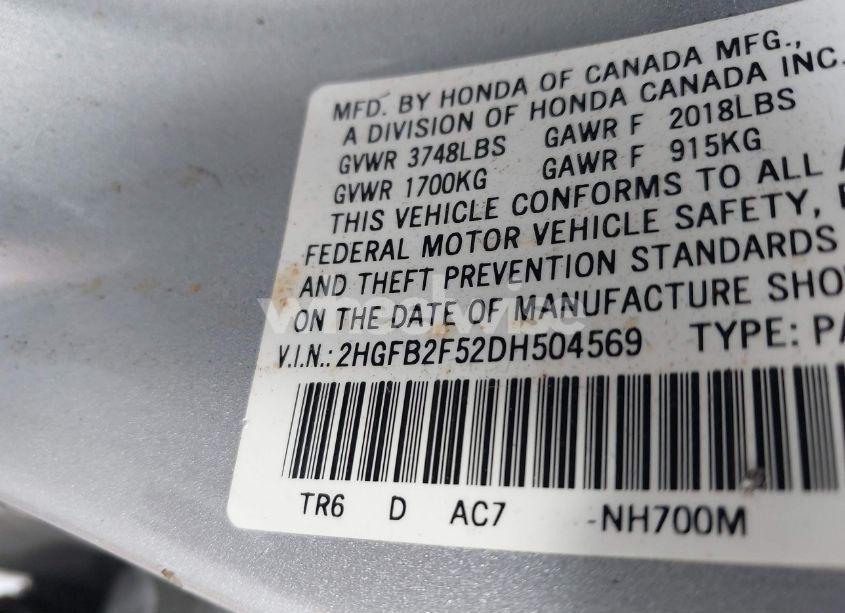 MFD. BY HONDA OF CANADA MFG.,
A DIVISION OF HONDA CANADA INC.
GVWR 3748LBS GAWR F 2018LBS
GVWR 1700KG GAWR F 915KG
THIS VEHICLE CONFORMS TO ALL A
FEDERAL MOTOR VEHICLE SAFETY,
AND THEFT PREVENTION STANDARDS
ON THE DATE OF MANUFACTURE SHO
V.I.N.: 2HGFB2F52DH504569 TYPE: PA
TR6 D AC7 -NH700M